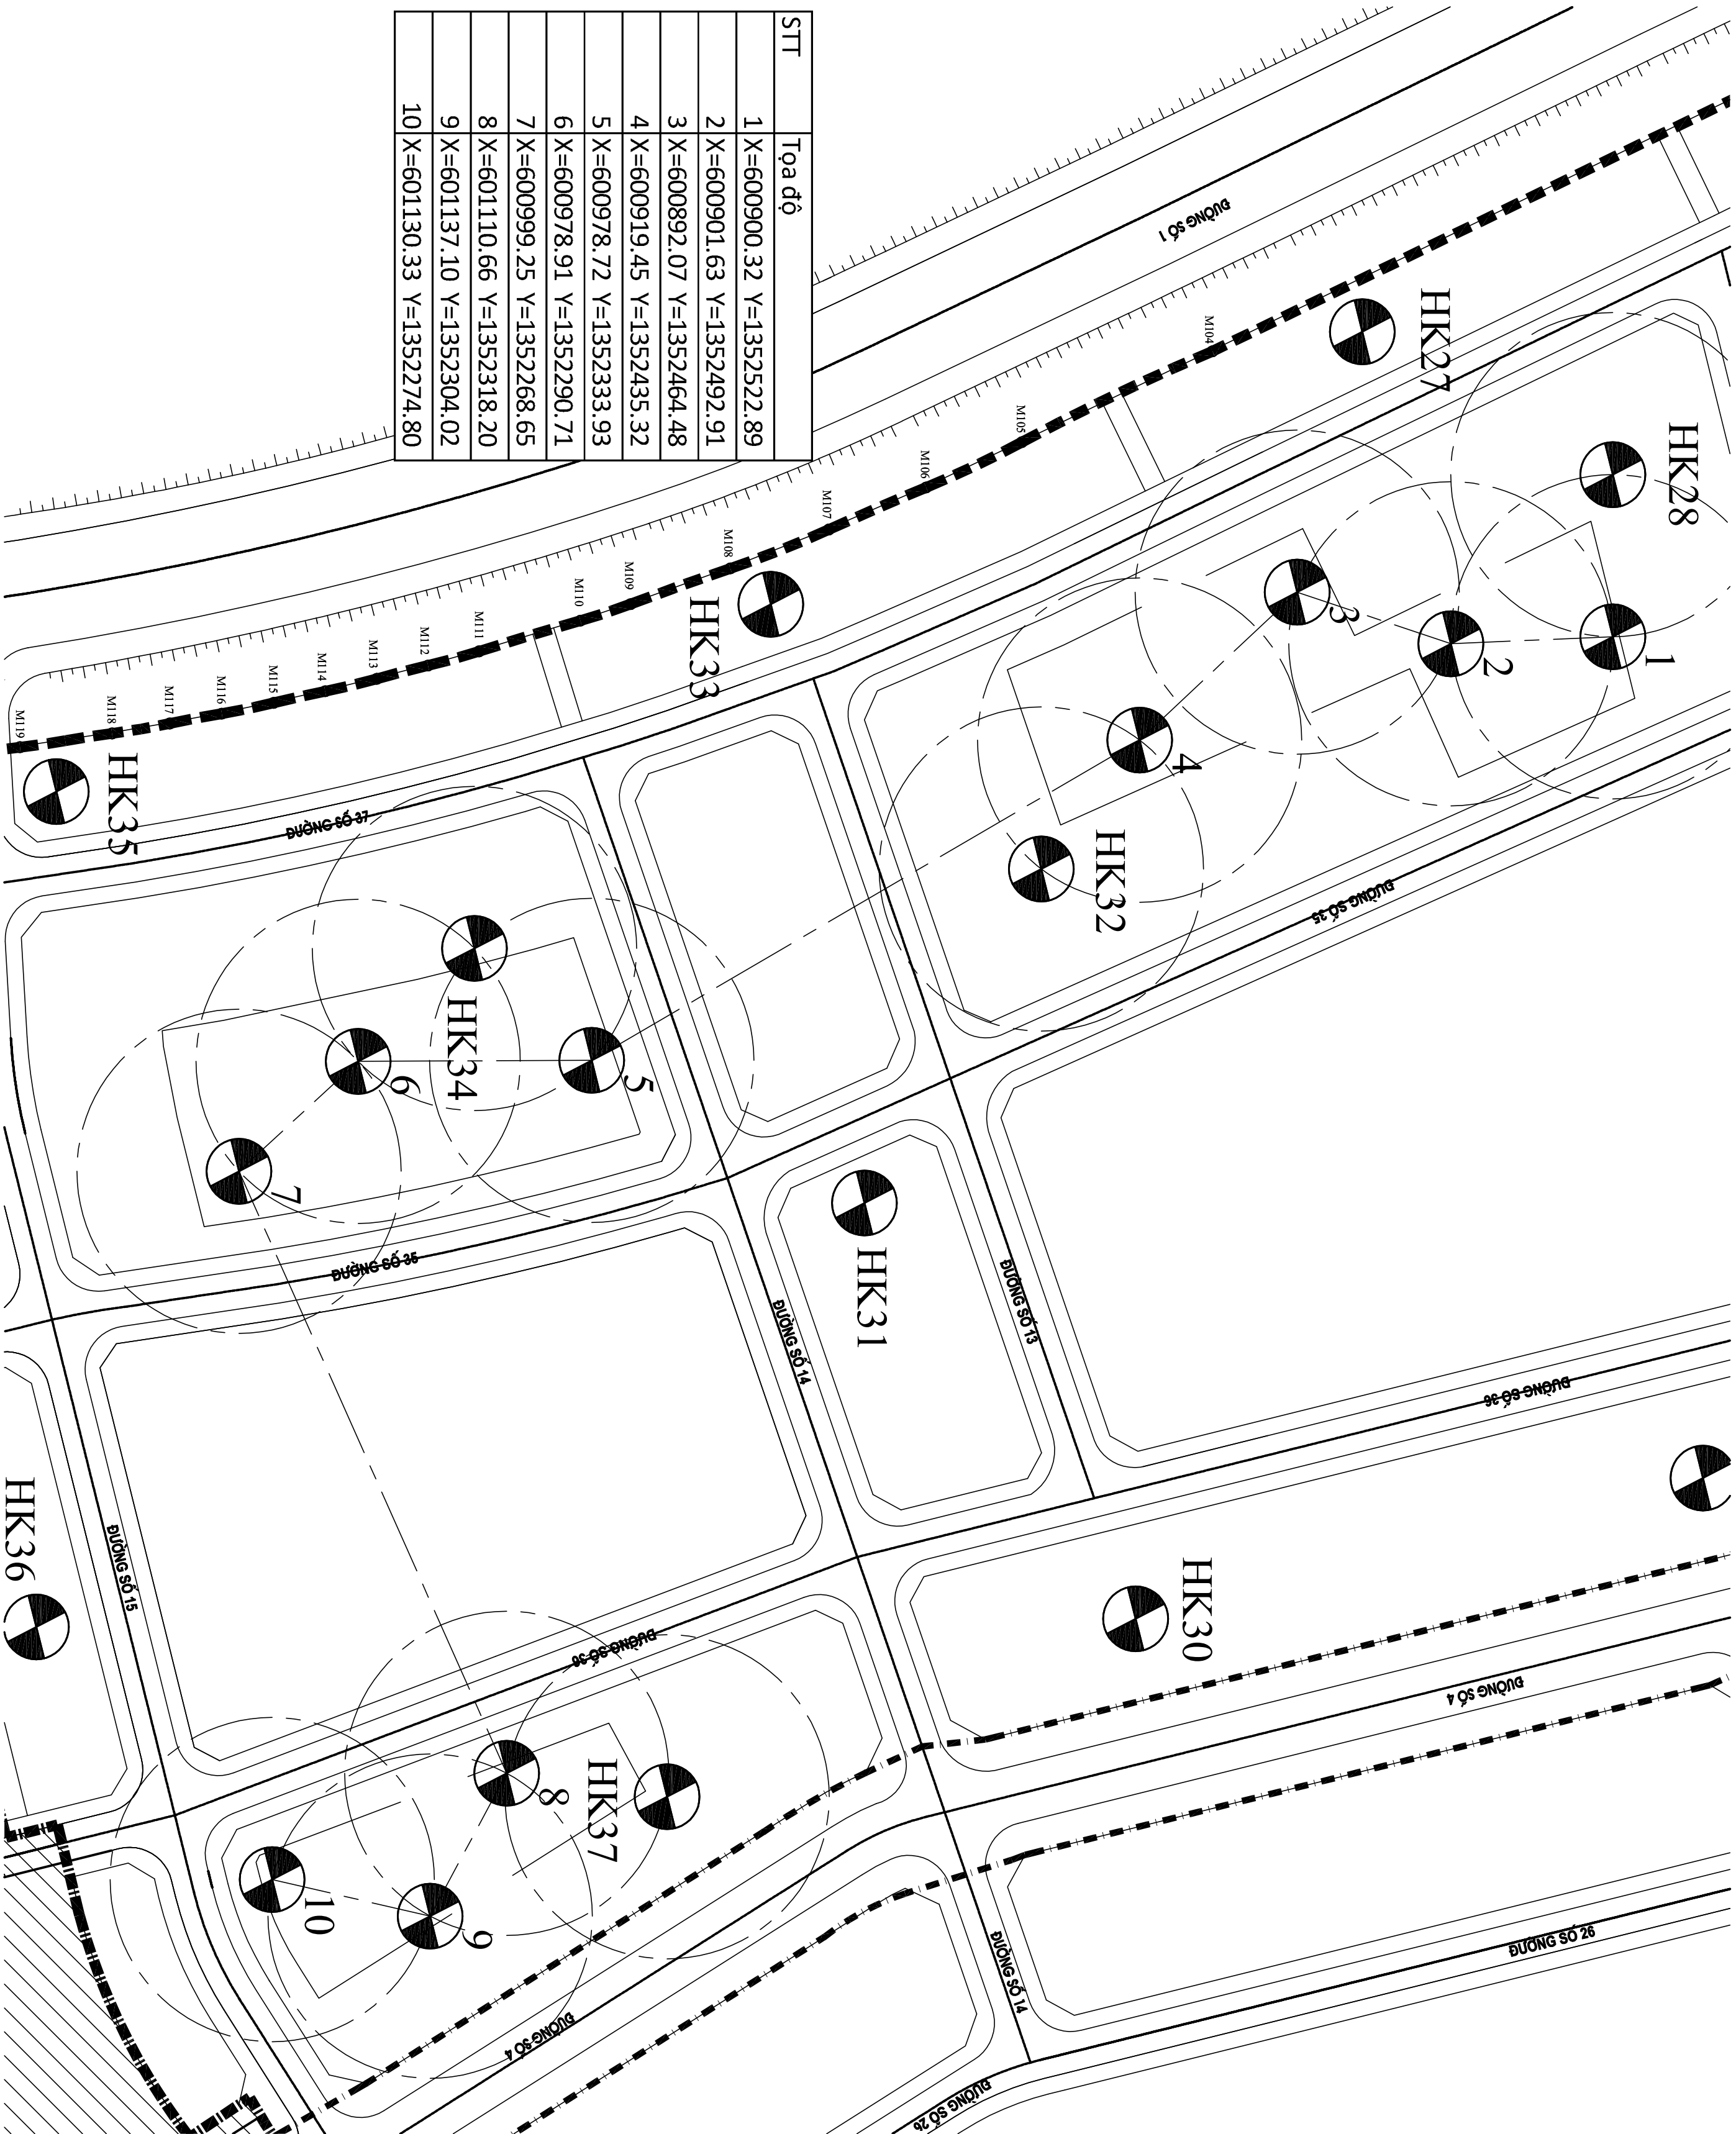 STT Tọa độ
1 X=600900.32 Y=1352522.89
2 X=600901.63 Y=1352492.91
3 X=600892.07 Y=1352464.48
4 X=600919.45 Y=1352435.32
5 X=600978.72 Y=1352333.93
6 X=600978.91 Y=1352290.71
7 X=600999.25 Y=1352268.65
8 X=601110.66 Y=1352318.20
9 X=601137.10 Y=1352304.02
10 X=601130.33 Y=1352274.80
ĐƯỜNG SỐ 1
HK27
HK28
M104
M105
M106
M107
M108
M109
M110
M111
M112
M113
M114
M115
M116
M117
M118
M119
1
2
3
4
HK33
HK32
HK35
ĐƯỜNG SỐ 37
ĐƯỜNG SỐ 35
HK34
5
6
7
HK31
ĐƯỜNG SỐ 35
ĐƯỜNG SỐ 13
ĐƯỜNG SỐ 14
ĐƯỜNG SỐ 36
HK36
ĐƯỜNG SỐ 15
HK30
ĐƯỜNG SỐ 36
ĐƯỜNG SỐ 4
HK37
8
9
10
ĐƯỜNG SỐ 4
ĐƯỜNG SỐ 14
ĐƯỜNG SỐ 26
ĐƯỜNG SỐ 26